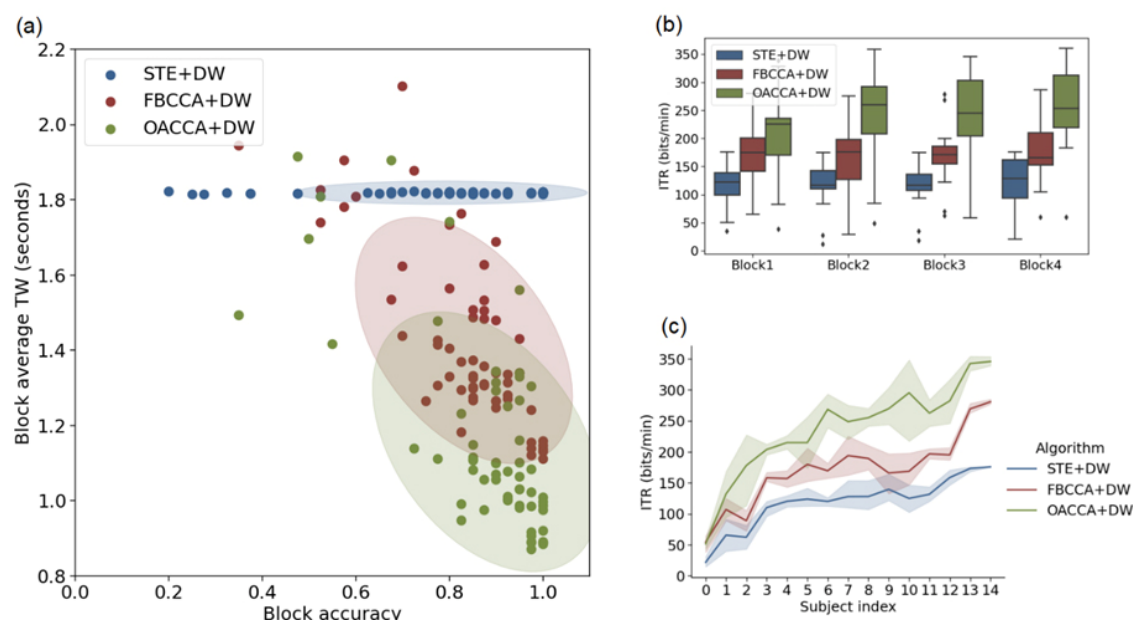 (a)
2.2
2.0
1.8
1.6
1.4
1.2
1.0
0.8
Block average TW (seconds)
STE+DW
FBCCA+DW
OACCA+DW
0.0 0.2 0.4 0.6 0.8 1.0
Block accuracy
(b)
350
300
250
200
150
100
50
0
ITR (bits/min)
STE+DW
FBCCA+DW
OACCA+DW
Block1 Block2 Block3 Block4
(c)
350
300
250
200
150
100
50
0
ITR (bits/min)
0 1 2 3 4 5 6 7 8 9 10 11 12 13 14
Subject index
Algorithm
STE+DW
FBCCA+DW
OACCA+DW